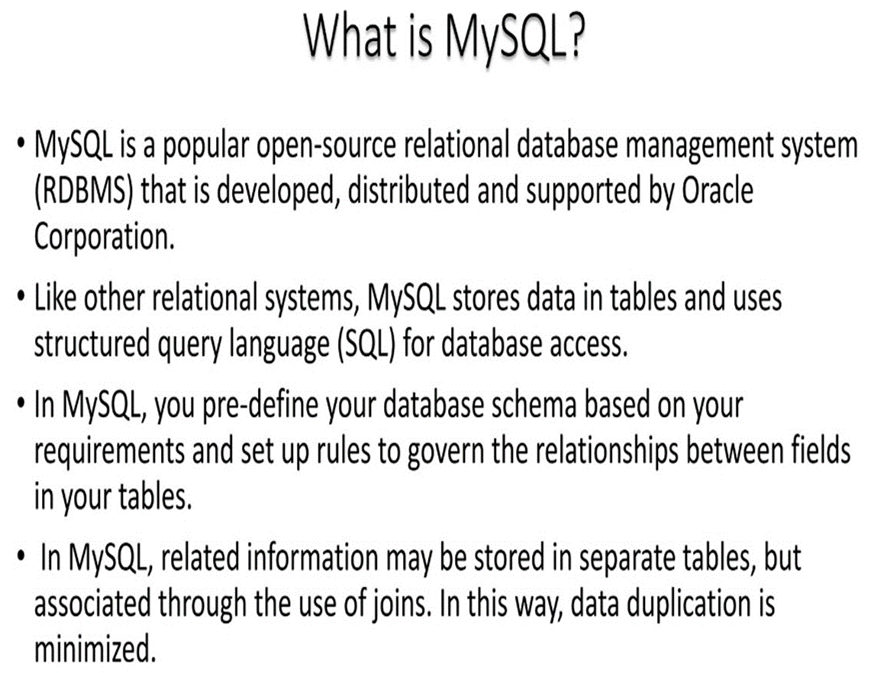 What is MySQL?
• MySQL is a popular open-source relational database management system
(RDBMS) that is developed, distributed and supported by Oracle
Corporation.
• Like other relational systems, MySQL stores data in tables and uses
structured query language (SQL) for database access.
• In MySQL, you pre-define your database schema based on your
requirements and set up rules to govern the relationships between fields
in your tables.
• In MySQL, related information may be stored in separate tables, but
associated through the use of joins. In this way, data duplication is
minimized.